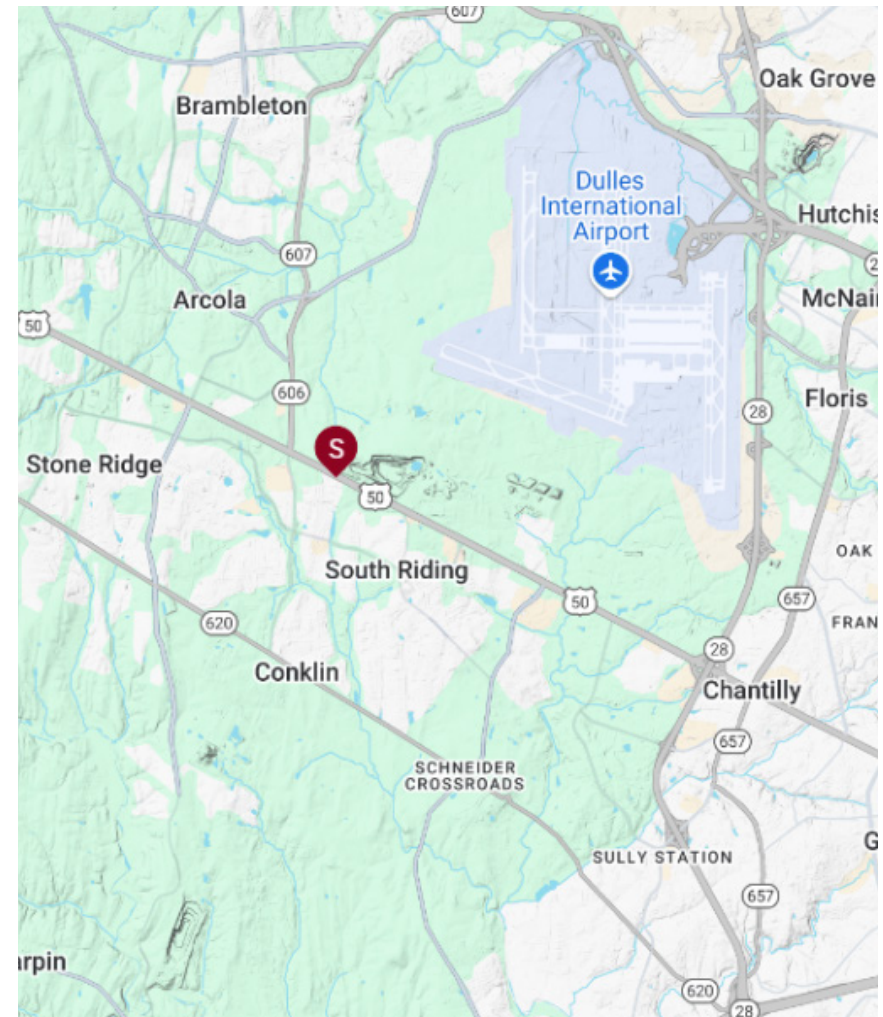 607
Oak Grove
Brambleton
Dulles
International
Airport
Hutchis
607
2
Arcola
McNai
50
606
28
Floris
S
Stone Ridge
50
OAK
South Riding
50
657
620
FRAN
28
Conklin
Chantilly
657
SCHNEIDER
CROSSROADS
SULLY STATION
G
657
arpin
620
28